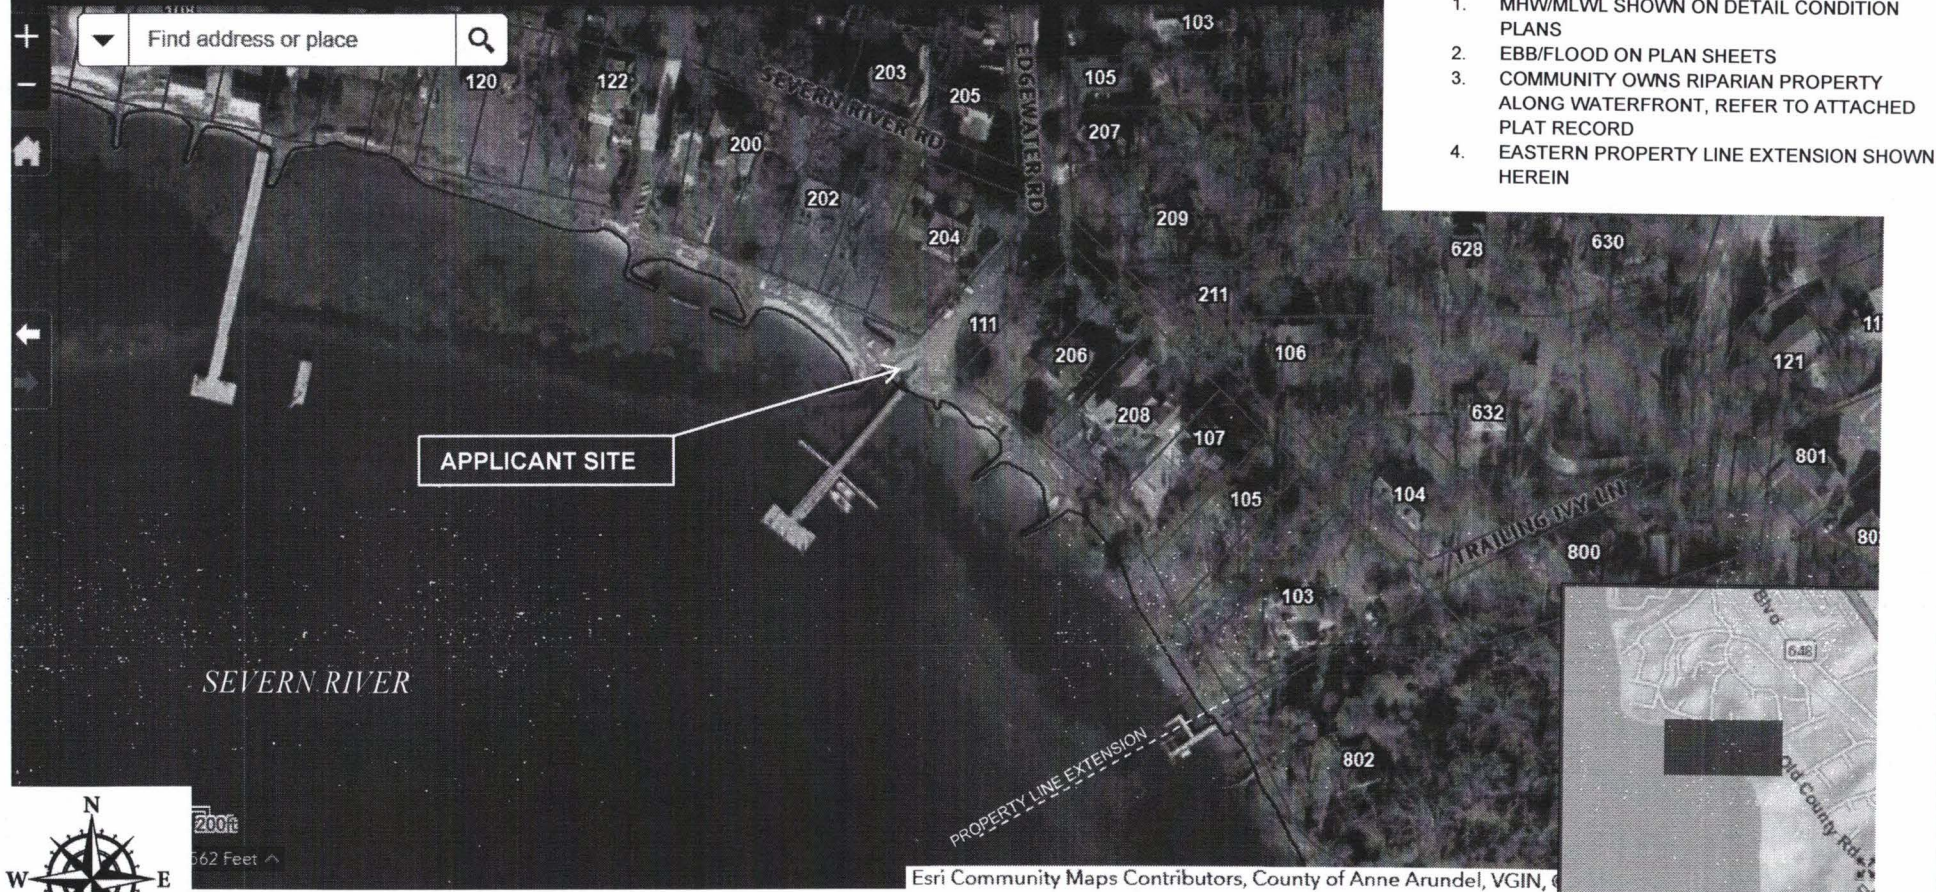 +
Find address or place
−
1. MHW/MLWL SHOWN ON DETAIL CONDITION
PLANS
2. EBB/FLOOD ON PLAN SHEETS
3. COMMUNITY OWNS RIPARIAN PROPERTY
ALONG WATERFRONT, REFER TO ATTACHED
PLAT RECORD
4. EASTERN PROPERTY LINE EXTENSION SHOWN
HEREIN
103
120
122
203
205
105
207
SEVERN RIVER RD
EDGEWATER RD
200
202
204
209
628
630
211
111
206
106
121
11
208
107
632
801
APPLICANT SITE
105
104
TRAILING IVY LN
800
80
103
SEVERN RIVER
802
PROPERTY LINE EXTENSION
Blvd
648
Old County Rd
N
W
E
200ft
562 Feet
Esri Community Maps Contributors, County of Anne Arundel, VGIN,